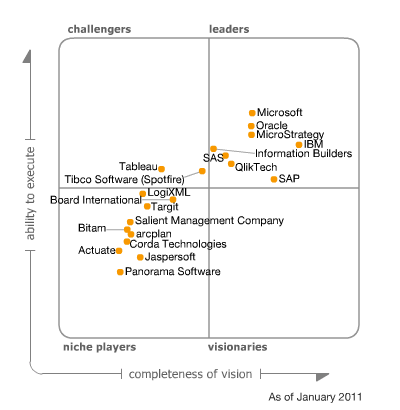 challengers
leaders
Microsoft
Oracle
MicroStrategy
IBM
Information Builders
SAS
QlikTech
SAP
Tableau
Tibco Software (Spotfire)
LogiXML
Board International
Targit
Salient Management Company
Bitam
arcplan
Corda Technologies
Actuate
Jaspersoft
Panorama Software
ability to execute
niche players
visionaries
completeness of vision
As of January 2011